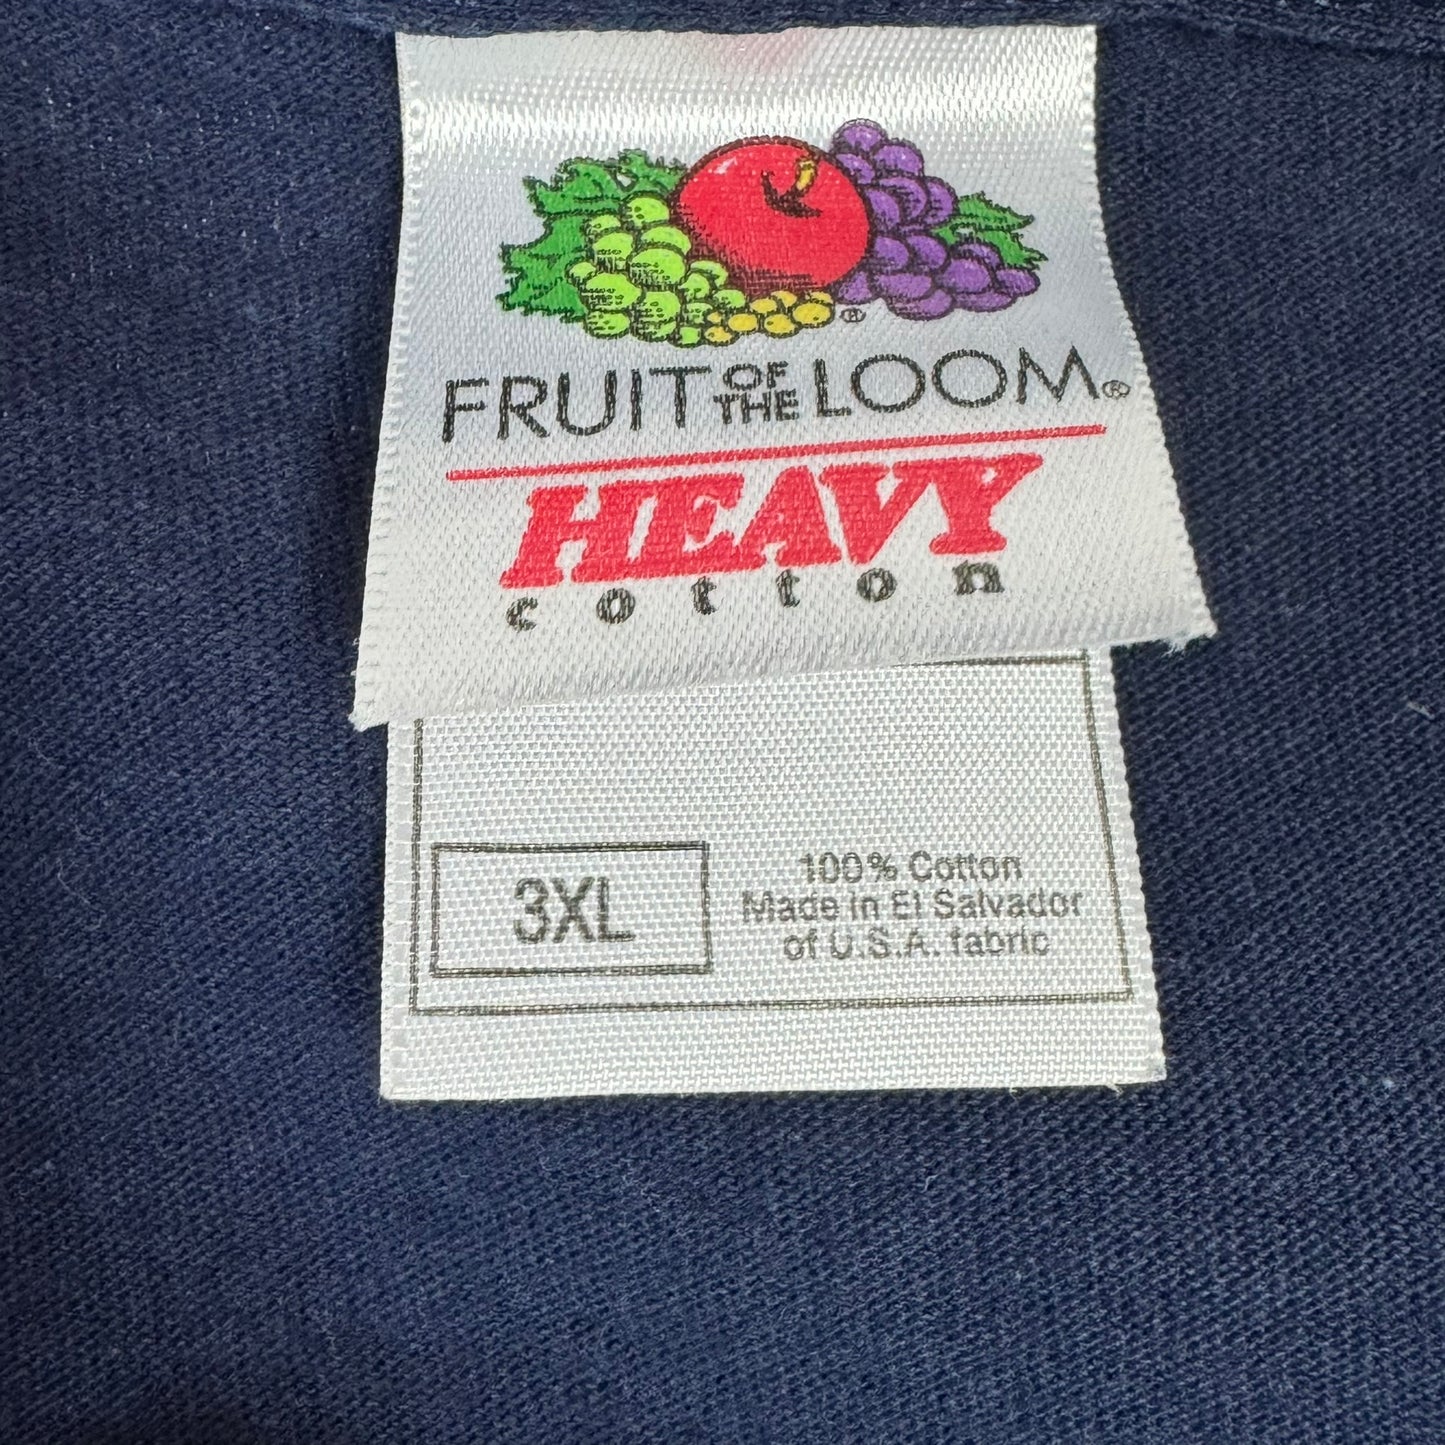 FRUIT OF THE LOOM®
HEAVY
cotton
3XL
100% Cotton
Made in El Salvador
of U.S.A. fabric